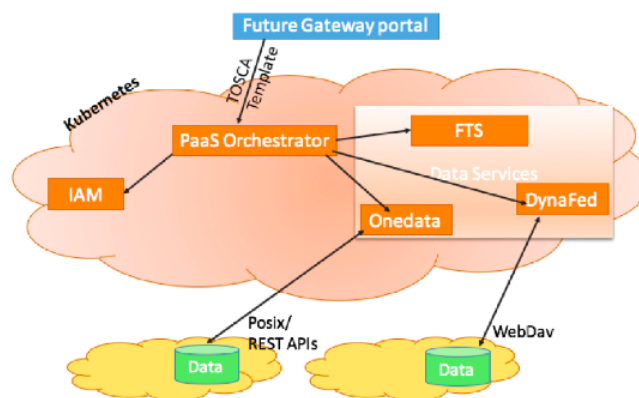 Future Gateway portal
TOSCA
Template
Kubernetes
PaaS Orchestrator
FTS
Data Services
IAM
DynaFed
Onedata
Posix/
REST APIs
WebDav
Data
Data